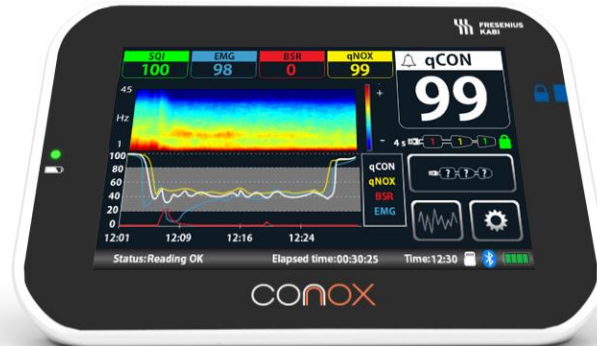 FRESENIUS
KABI
SQI
100
EMG
98
BSR
0
qNOX
99
qCON
99
45
Hz
1
+
-
4 s
1
1
1
100
80
60
40
20
0
12:01
12:09
12:16
12:24
qCON
qNOX
BSR
EMG
? ? ?
Status:Reading OK
Elapsed time:00:30:25
Time:12:30
conox